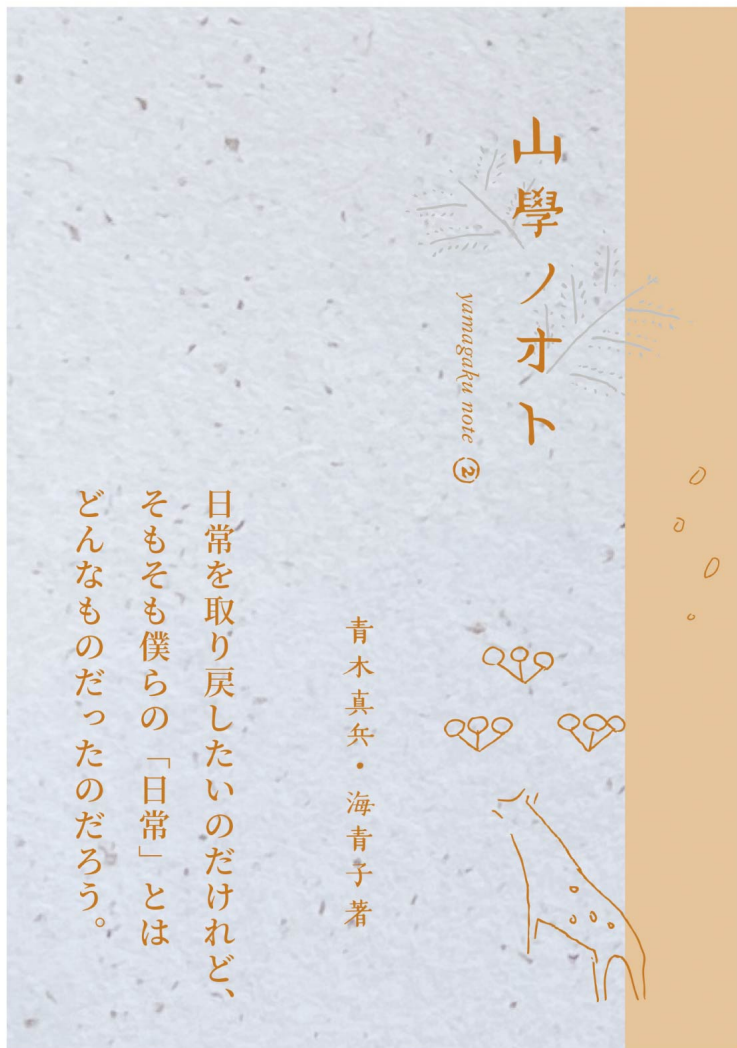 山學ノオト
yamagaku note ②
青木真兵・海青子 著
日常を取り戻したいのだけれど、
そもそも僕らの「日常」とは
どんなものだったのだろう。